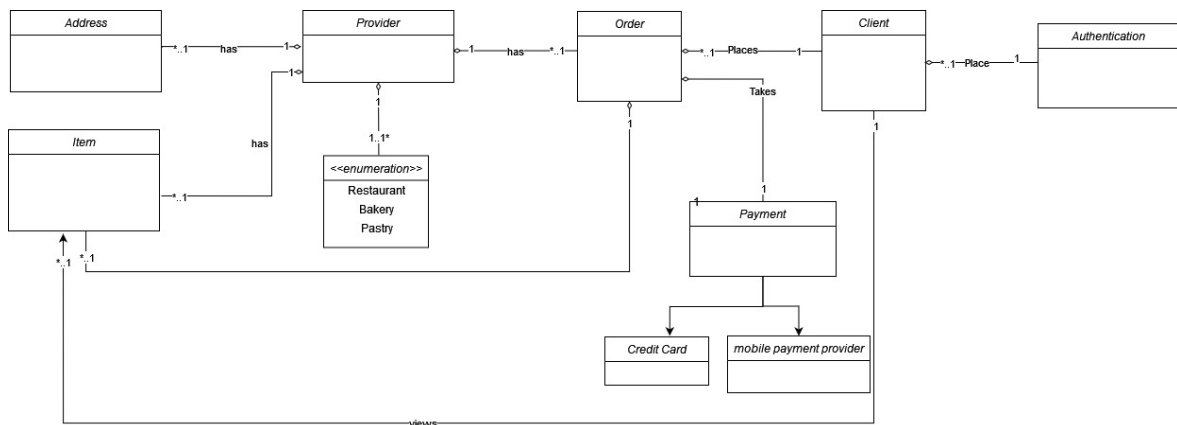 Address
*..1
has
1
Provider
1
has
*..1
Order
*..1
Places
1
Client
*..1
Place
1
Authentication
1
has
*..1
Item
1
1..1*
<<enumeration>>
Restaurant
Bakery
Pastry
1
Takes
1
1
Payment
1
*..1
*..1
Credit Card
mobile payment provider
views